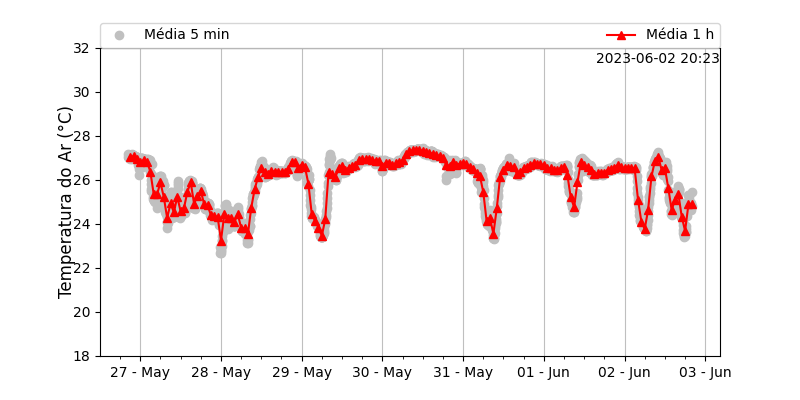 Média 5 min
Média 1 h
2023-06-02 20:23
Temperatura do Ar (°C)
32
30
28
26
24
22
20
18
27 - May
28 - May
29 - May
30 - May
31 - May
01 - Jun
02 - Jun
03 - Jun